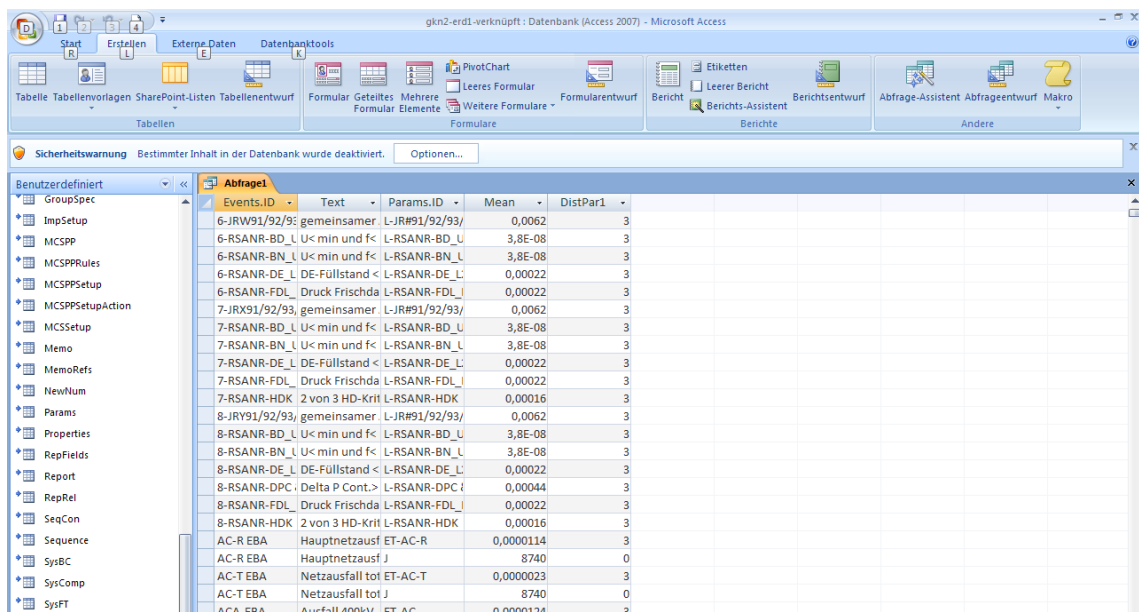 gkn2-erd1-verknüpft : Datenbank (Access 2007) - Microsoft Access
1 2 3 4
Start Erstellen Externe Daten Datenbanktools
R L E K
PivotChart
Leeres Formular
Weitere Formulare
Etiketten
Leerer Bericht
Berichts-Assistent
Tabelle Tabellenvorlagen SharePoint-Listen Tabellenentwurf
Formular Geteiltes Formular Mehrere Elemente Formularentwurf
Bericht Berichtsentwurf
Abfrage-Assistent Abfrageentwurf Makro
Tabellen Formulare Berichte Andere
Sicherheitswarnung Bestimmter Inhalt in der Datenbank wurde deaktiviert. Optionen...
Benutzerdefiniert
GroupSpec
ImpSetup
MCSPP
MCSPPRules
MCSPPSetup
MCSPPSetupAction
MCSSetup
Memo
MemoRefs
NewNum
Params
Properties
RepFields
Report
RepRel
SeqCon
Sequence
SysBC
SysComp
SysFT
Abfrage1
Events.ID Text Params.ID Mean DistPar1
6-JRW91/92/93 gemeinsamer L-JR#91/92/93/ 0,0062 3
6-RSANR-BD_U U< min und f< L-RSANR-BD_U 3,8E-08 3
6-RSANR-BN_U U< min und f< L-RSANR-BN_U 3,8E-08 3
6-RSANR-DE_L DE-Füllstand < L-RSANR-DE_L 0,00022 3
6-RSANR-FDL_ Druck Frischda L-RSANR-FDL_ 0,00022 3
7-JRX91/92/93, gemeinsamer L-JR#91/92/93/ 0,0062 3
7-RSANR-BD_U U< min und f< L-RSANR-BD_U 3,8E-08 3
7-RSANR-BN_U U< min und f< L-RSANR-BN_U 3,8E-08 3
7-RSANR-DE_L DE-Füllstand < L-RSANR-DE_L 0,00022 3
7-RSANR-FDL_ Druck Frischda L-RSANR-FDL_ 0,00022 3
7-RSANR-HDK 2 von 3 HD-Krit L-RSANR-HDK 0,00016 3
8-JRY91/92/93, gemeinsamer L-JR#91/92/93/ 0,0062 3
8-RSANR-BD_U U< min und f< L-RSANR-BD_U 3,8E-08 3
8-RSANR-BN_U U< min und f< L-RSANR-BN_U 3,8E-08 3
8-RSANR-DE_L DE-Füllstand < L-RSANR-DE_L 0,00022 3
8-RSANR-DPC Delta P Cont.> L-RSANR-DPC 0,00044 3
8-RSANR-FDL_ Druck Frischda L-RSANR-FDL_ 0,00022 3
8-RSANR-HDK 2 von 3 HD-Krit L-RSANR-HDK 0,00016 3
AC-R EBA Hauptnetzausf ET-AC-R 0,0000114 3
AC-R EBA Hauptnetzausf J 8740 0
AC-T EBA Netzausfall tot ET-AC-T 0,0000023 3
AC-T EBA Netzausfall tot J 8740 0
ACA EBA Ausfall 400kV ET-AC 0,0000124 3